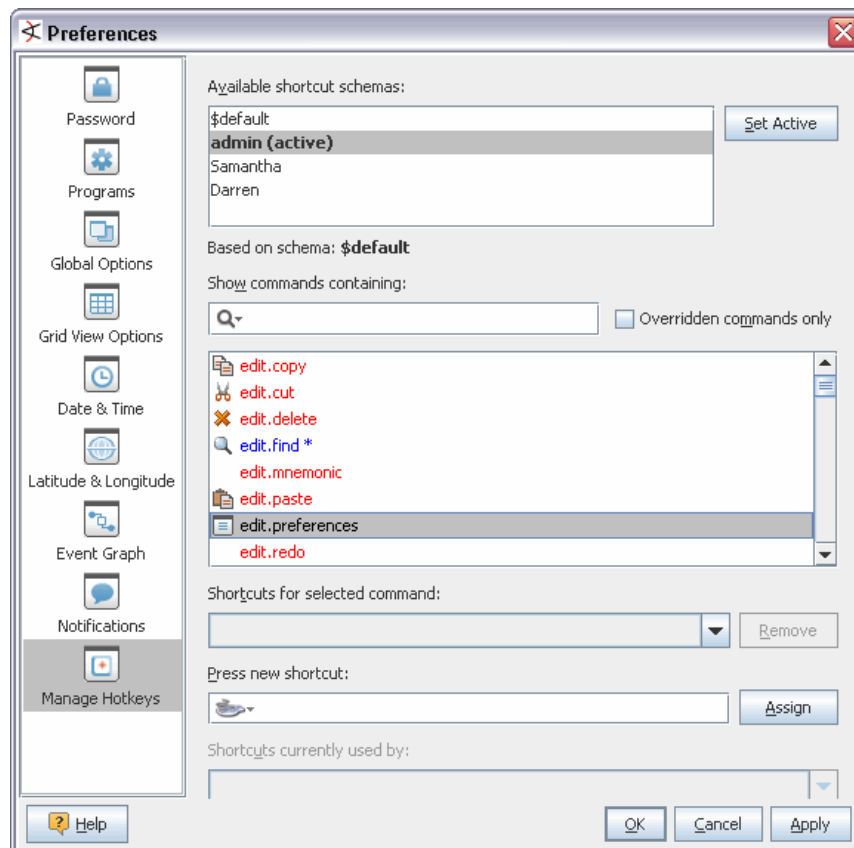 Preferences
Password
Programs
Global Options
Grid View Options
Date & Time
Latitude & Longitude
Event Graph
Notifications
Manage Hotkeys
Available shortcut schemas:
$default
admin (active)
Samantha
Darren
Set Active
Based on schema: $default
Show commands containing:
Overridden commands only
edit.copy
edit.cut
edit.delete
edit.find *
edit.mnemonic
edit.paste
edit.preferences
edit.redo
Shortcuts for selected command:
Remove
Press new shortcut:
Assign
Shortcuts currently used by:
Help
OK
Cancel
Apply